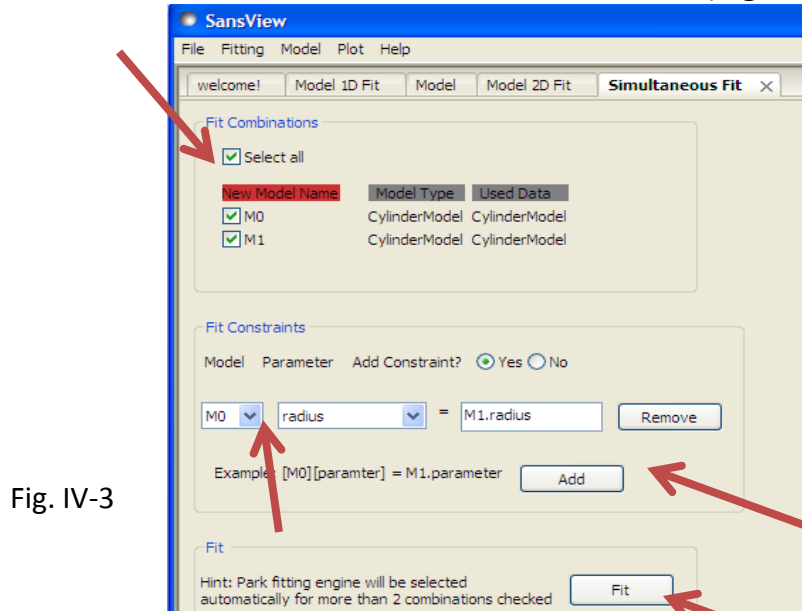 SansView
File Fitting Model Plot Help
welcome! Model 1D Fit Model Model 2D Fit Simultaneous Fit
Fit Combinations
Select all
New Model Name Model Type Used Data
M0 CylinderModel CylinderModel
M1 CylinderModel CylinderModel
Fit Constraints
Model Parameter Add Constraint? Yes No
M0 radius = M1.radius Remove
Example: [M0][paramter] = M1.parameter Add
Fig. IV-3
Fit
Hint: Park fitting engine will be selected
automatically for more than 2 combinations checked Fit